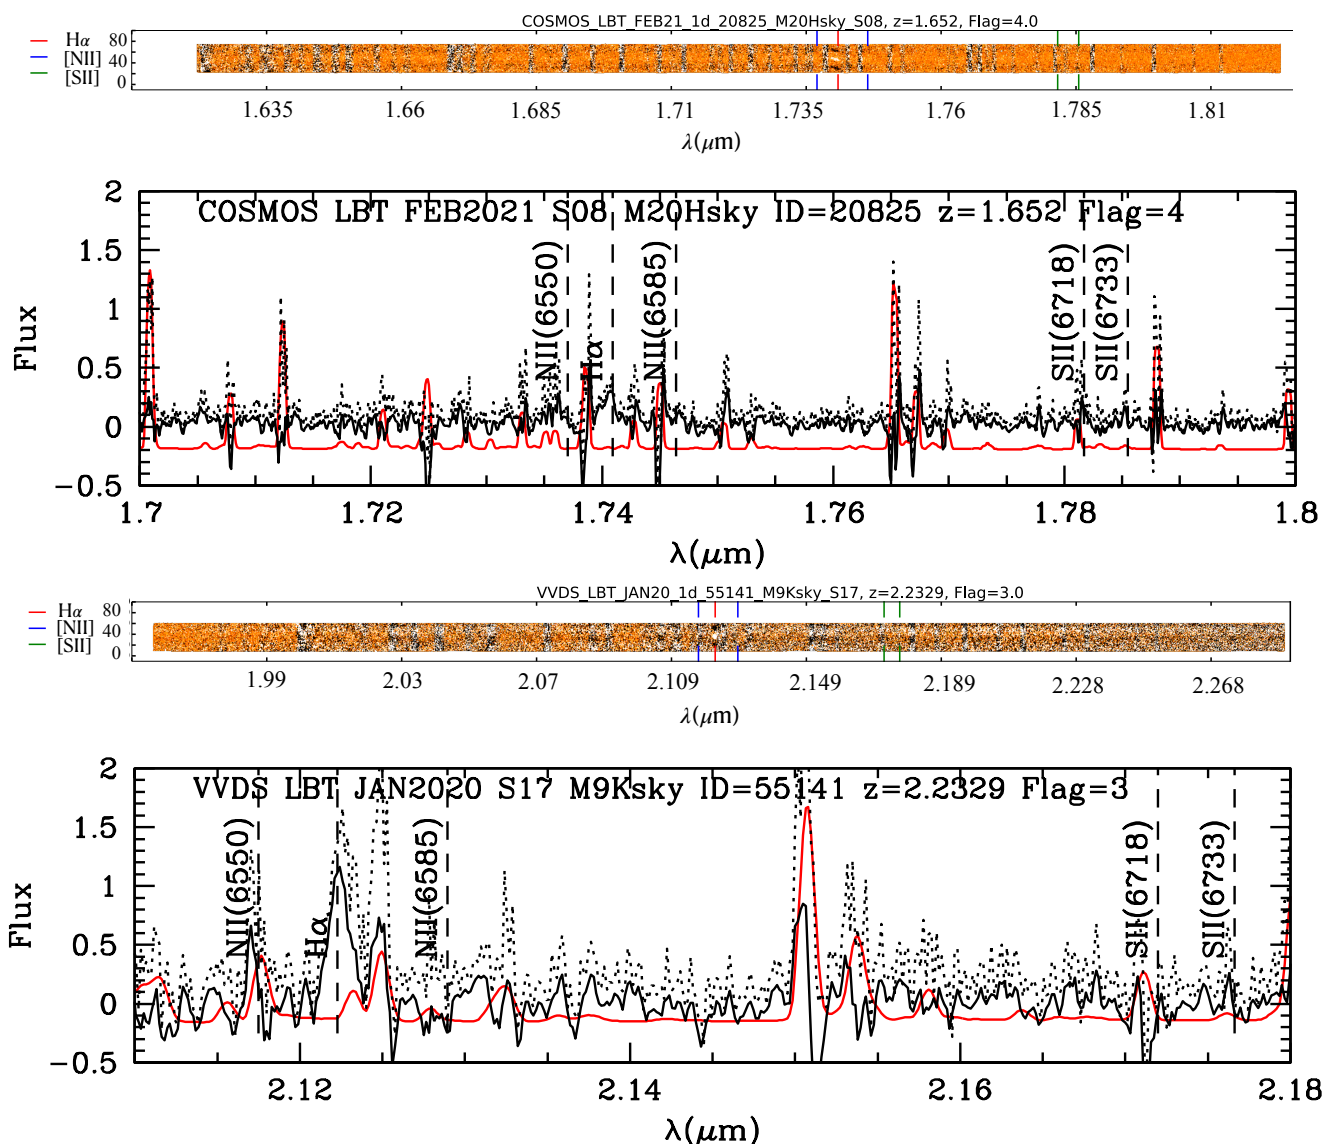 COSMOS_LBT_FEB21_1d_20825_M20Hsky_S08, z=1.652, Flag=4.0
Hα
[NII]
[SII]
80
40
0
1.635 1.66 1.685 1.71 1.735 1.76 1.785 1.81
λ(μm)
COSMOS LBT FEB2021 S08 M20Hsky ID=20825 z=1.652 Flag=4
NII(6550)
Hα
NII(6585)
SII(6718)
SII(6733)
Flux
2
1.5
1
0.5
0
−0.5
1.7 1.72 1.74 1.76 1.78 1.8
λ(μm)
VVDS_LBT_JAN20_1d_55141_M9Ksky_S17, z=2.2329, Flag=3.0
Hα
[NII]
[SII]
80
40
0
1.99 2.03 2.07 2.109 2.149 2.189 2.228 2.268
λ(μm)
VVDS LBT JAN2020 S17 M9Ksky ID=55141 z=2.2329 Flag=3
NII(6550)
Hα
NII(6585)
SII(6718)
SII(6733)
Flux
2
1.5
1
0.5
0
−0.5
2.12 2.14 2.16 2.18
λ(μm)